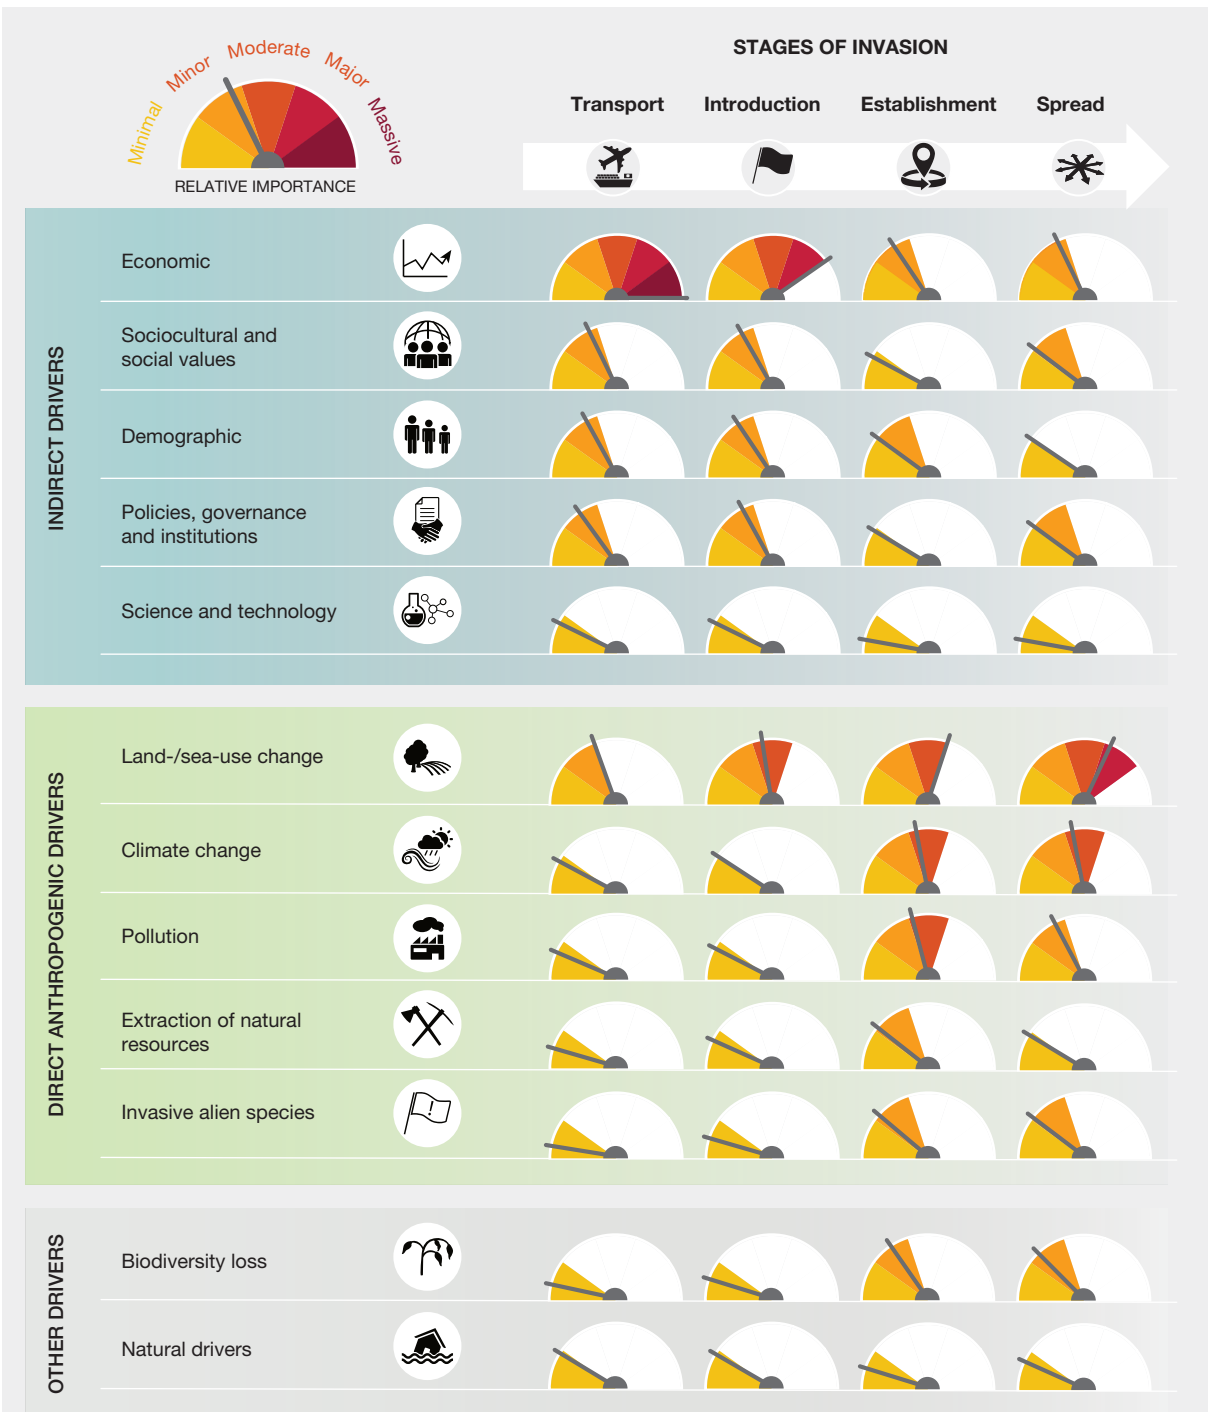 Minimal
Minor
Moderate
Major
Massive
RELATIVE IMPORTANCE
STAGES OF INVASION
Transport
Introduction
Establishment
Spread
INDIRECT DRIVERS
Economic
Sociocultural and
social values
Demographic
Policies, governance
and institutions
Science and technology
DIRECT ANTHROPOGENIC DRIVERS
Land-/sea-use change
Climate change
Pollution
Extraction of natural
resources
Invasive alien species
OTHER DRIVERS
Biodiversity loss
Natural drivers